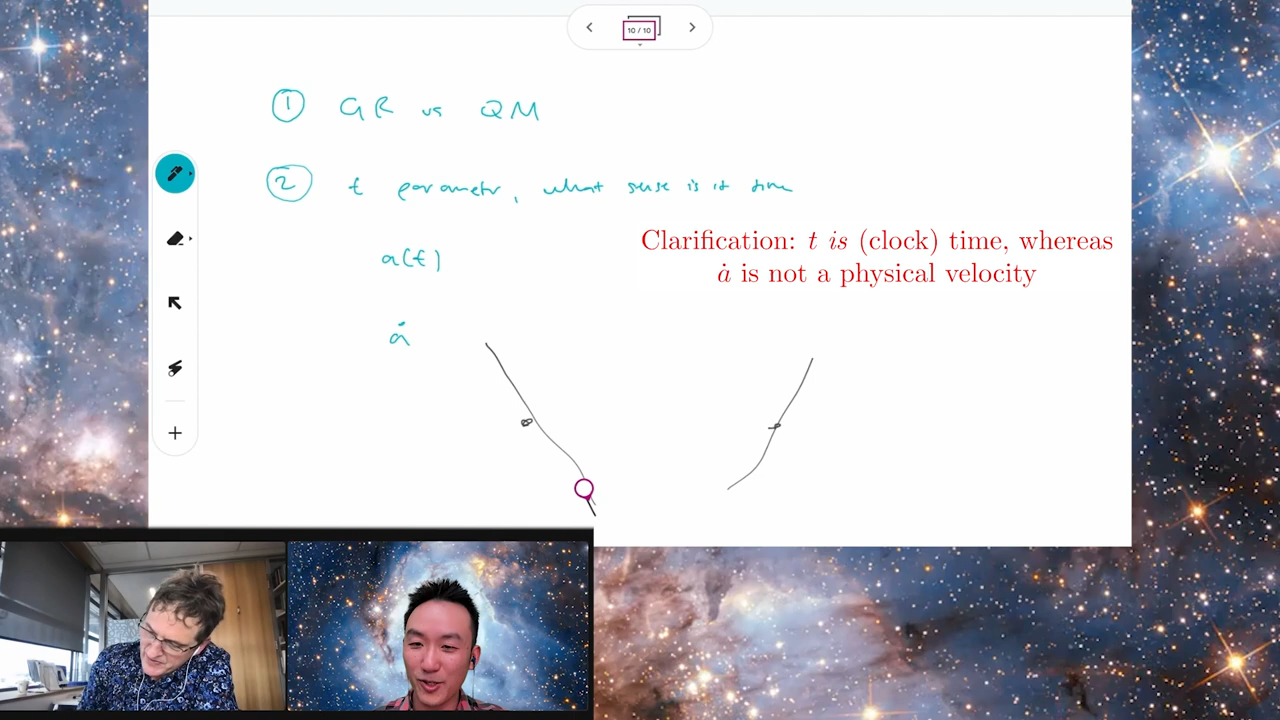 10 / 10
① GR vs QM
② t parametr, what sense is it time
Clarification: t is (clock) time, whereas
ȧ is not a physical velocity
a(t)
ȧ